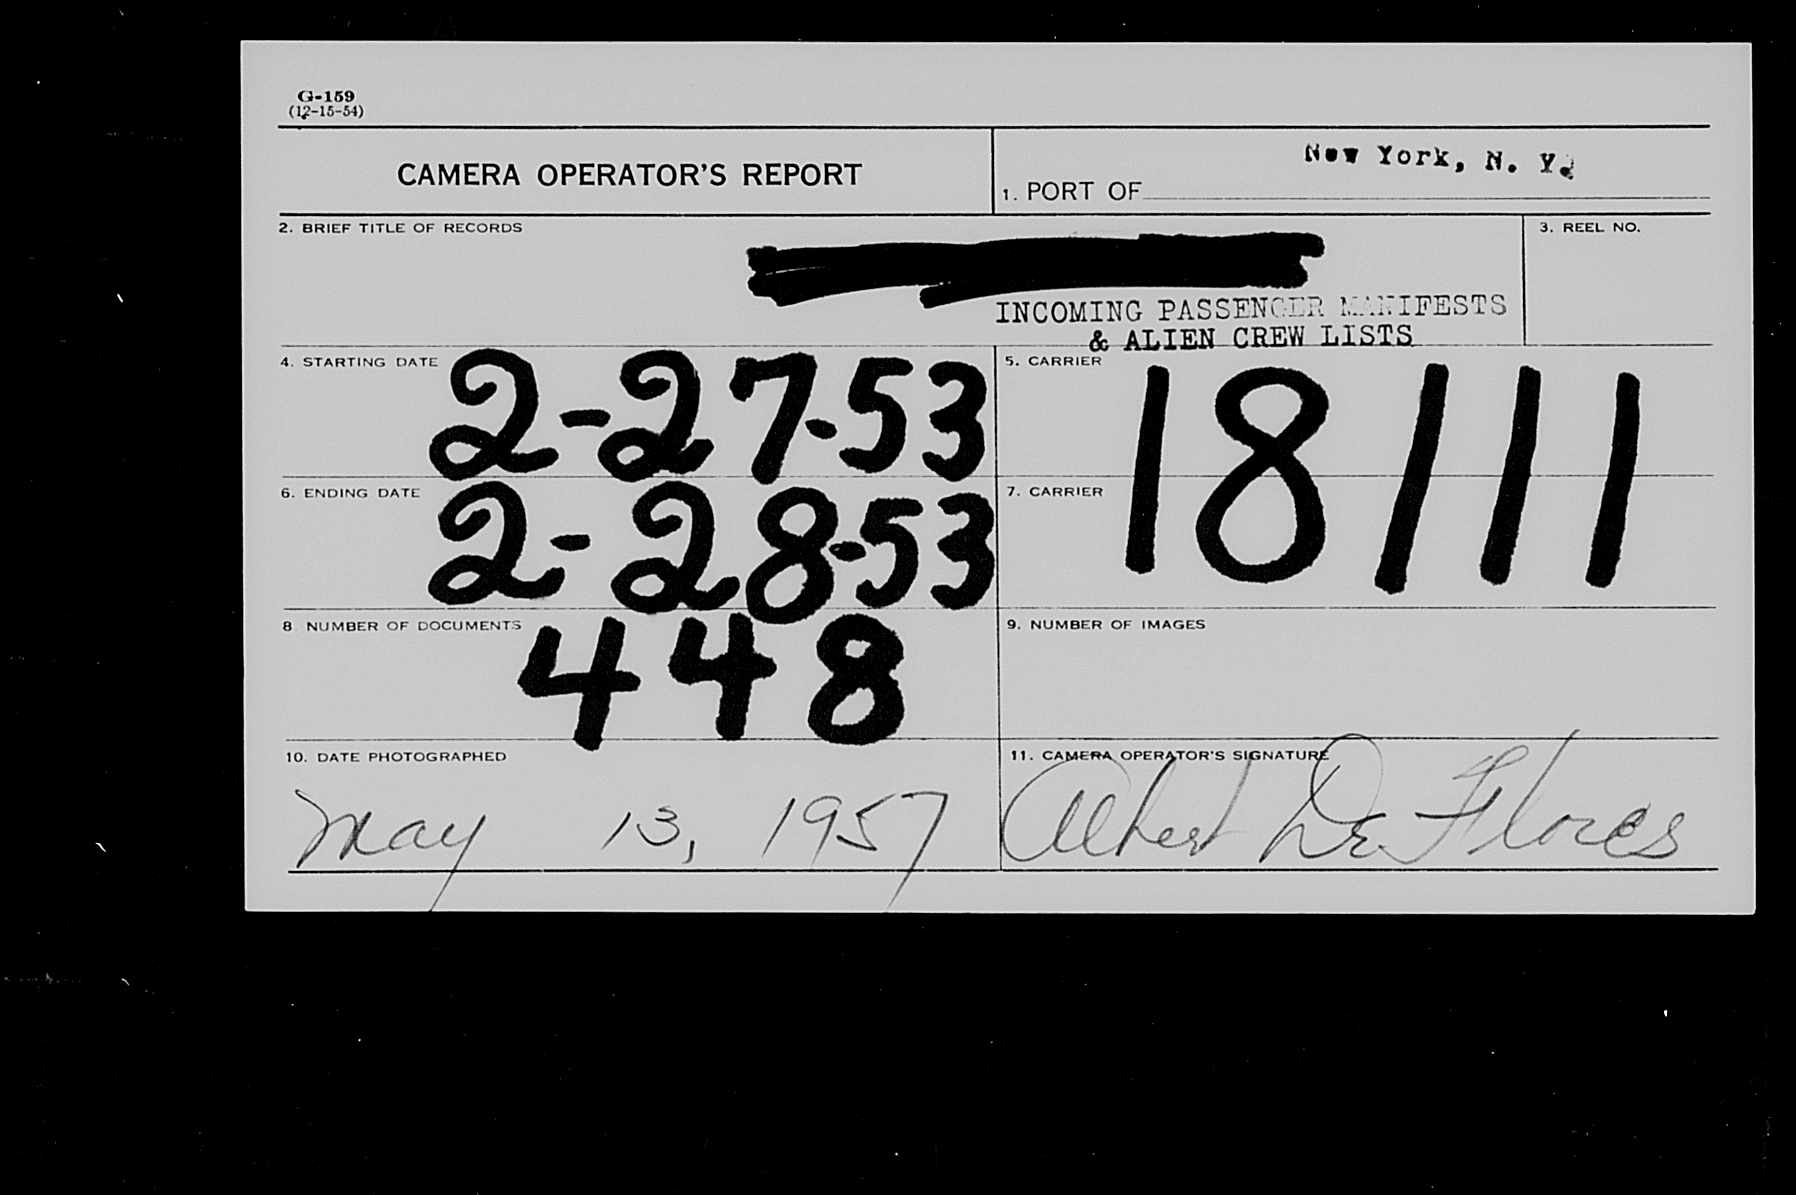 G-159
(12-15-54)
CAMERA OPERATOR'S REPORT
1. PORT OF New York, N. Y.
2. BRIEF TITLE OF RECORDS
INCOMING PASSENGER MANIFESTS
& ALIEN CREW LISTS
3. REEL NO.
4. STARTING DATE 2-27-53
5. CARRIER 18111
6. ENDING DATE 2-28-53
7. CARRIER
8 NUMBER OF DOCUMENTS 448
9. NUMBER OF IMAGES
10. DATE PHOTOGRAPHED
May 13, 1957
11. CAMERA OPERATOR'S SIGNATURE
Albert De Flores